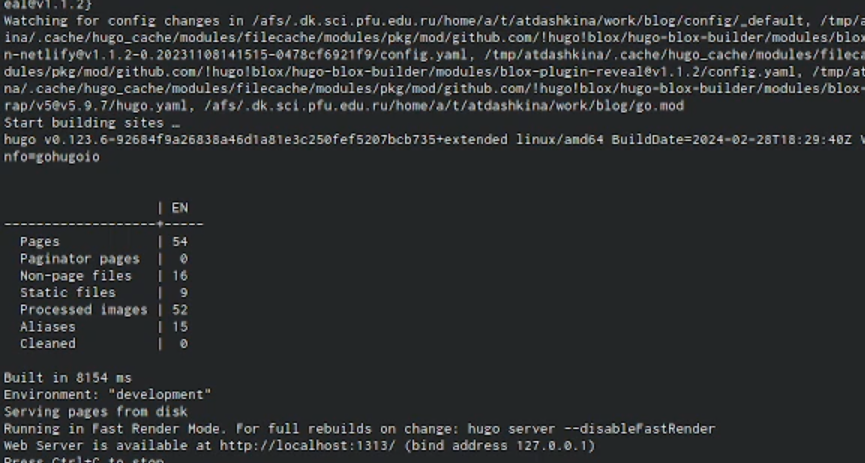 eal@v1.1.2}
Watching for config changes in /afs/.dk.sci.pfu.edu.ru/home/a/t/atdashkina/work/blog/config/_default, /tmp/a
ina/.cache/hugo_cache/modules/filecache/modules/pkg/mod/github.com/!hugo!blox/hugo-blox-builder/modules/blox
n-netlify@v1.1.2-0.20231108141515-0478cf6921f9/config.yaml, /tmp/atdashkina/.cache/hugo_cache/modules/fileca
dules/pkg/mod/github.com/!hugo!blox/hugo-blox-builder/modules/blox-plugin-reveal@v1.1.2/config.yaml, /tmp/at
na/.cache/hugo_cache/modules/filecache/modules/pkg/mod/github.com/!hugo!blox/hugo-blox-builder/modules/blox-
rap/v5@v5.9.7/hugo.yaml, /afs/.dk.sci.pfu.edu.ru/home/a/t/atdashkina/work/blog/go.mod
Start building sites …
hugo v0.123.6-92684f9a26838a46d1a81e3c250fef5207bcb735+extended linux/amd64 BuildDate=2024-02-28T18:29:40Z V
nfo=gohugoio
| EN
-------------------+-----
Pages | 54
Paginator pages | 0
Non-page files | 16
Static files | 9
Processed images | 52
Aliases | 15
Cleaned | 0
Built in 8154 ms
Environment: "development"
Serving pages from disk
Running in Fast Render Mode. For full rebuilds on change: hugo server --disableFastRender
Web Server is available at http://localhost:1313/ (bind address 127.0.0.1)
Press Ctrl+C to stop